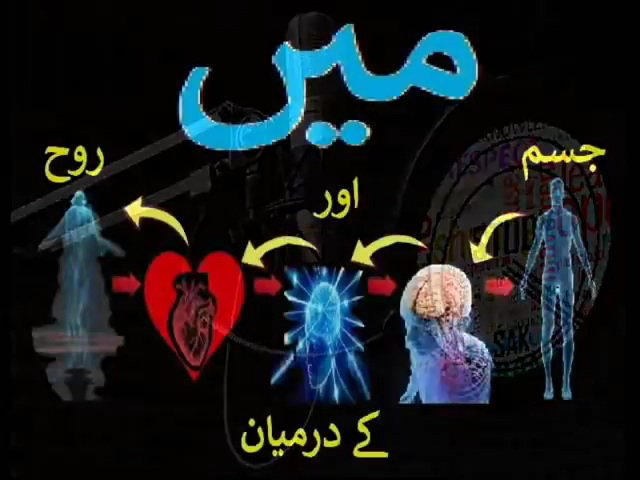 میں
روح
اور
جسم
کے درمیان